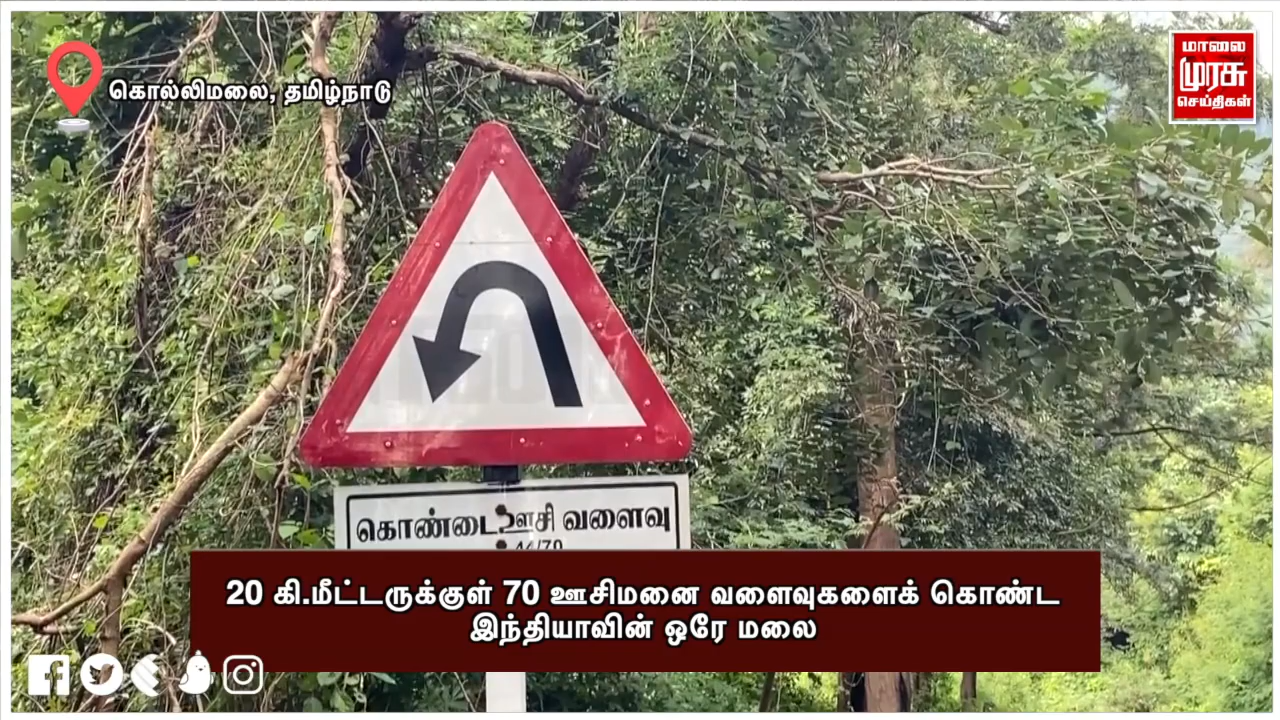 கொல்லிமலை, தமிழ்நாடு
மாலை
முரசு
செய்திகள்
கொண்டை ஊசி வளைவு
20 கி.மீட்டருக்குள் 70 ஊசிமனை வளைவுகளைக் கொண்ட
இந்தியாவின் ஒரே மலை